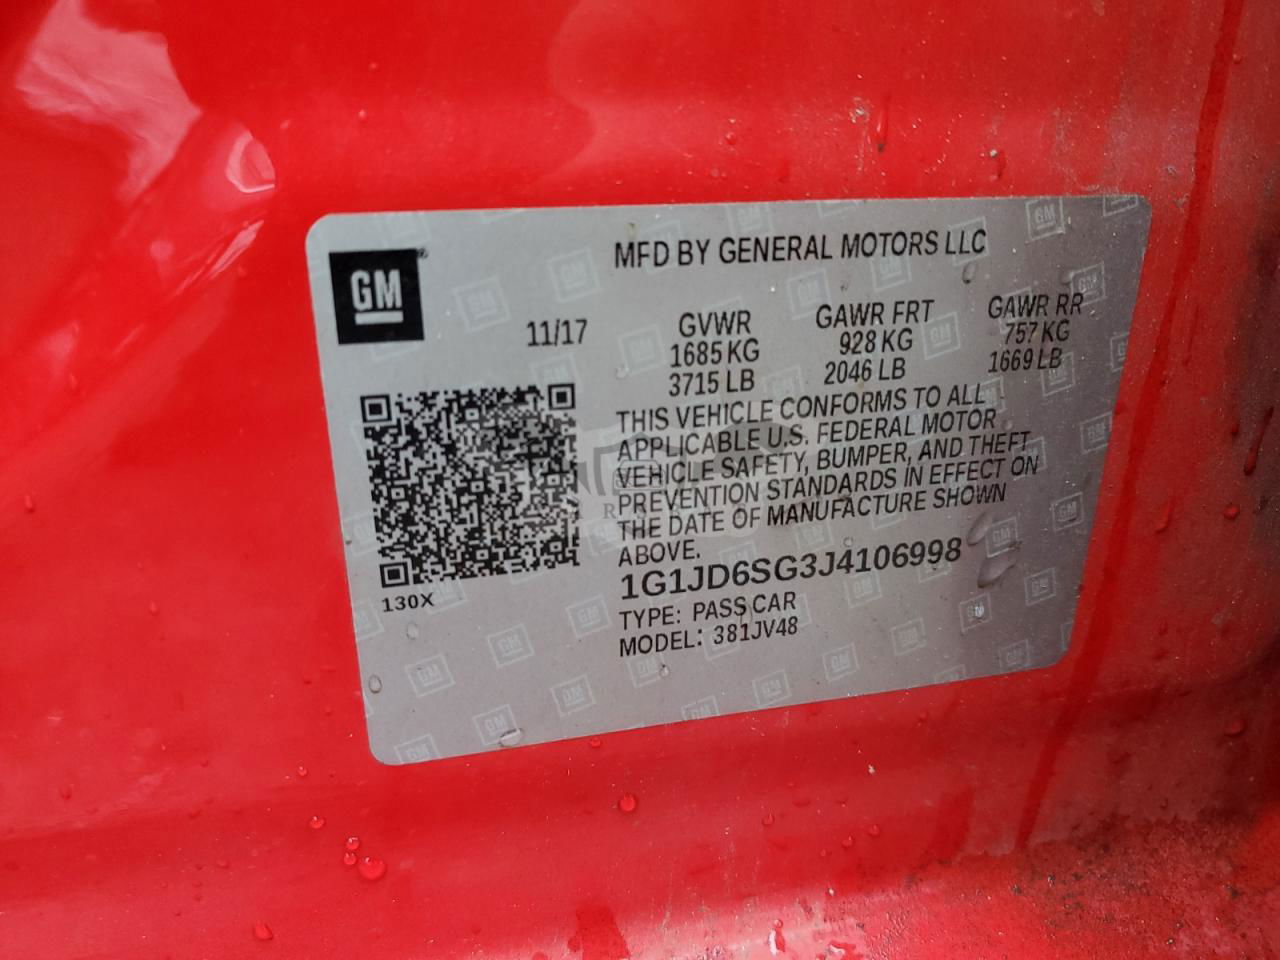 GM®
MFD BY GENERAL MOTORS LLC
11/17
GVWR GAWR FRT GAWR RR
1685 KG 928 KG 757 KG
3715 LB 2046 LB 1669 LB
THIS VEHICLE CONFORMS TO ALL
APPLICABLE U.S. FEDERAL MOTOR
VEHICLE SAFETY, BUMPER, AND THEFT
PREVENTION STANDARDS IN EFFECT ON
THE DATE OF MANUFACTURE SHOWN
ABOVE.
1G1JD6SG3J4106998
130X
TYPE: PASS CAR
MODEL: 381JV48